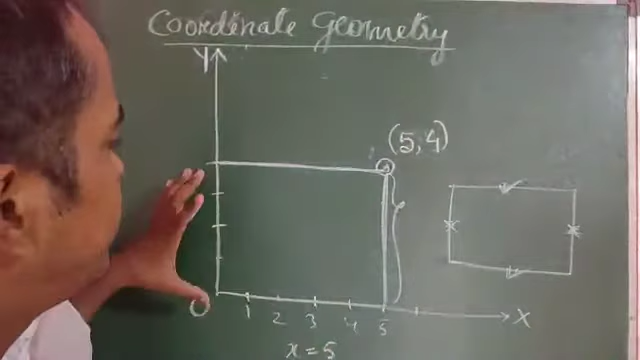 Coordinate Geometry
Y
(5,4)
O
1 2 3 4 5
X
x = 5